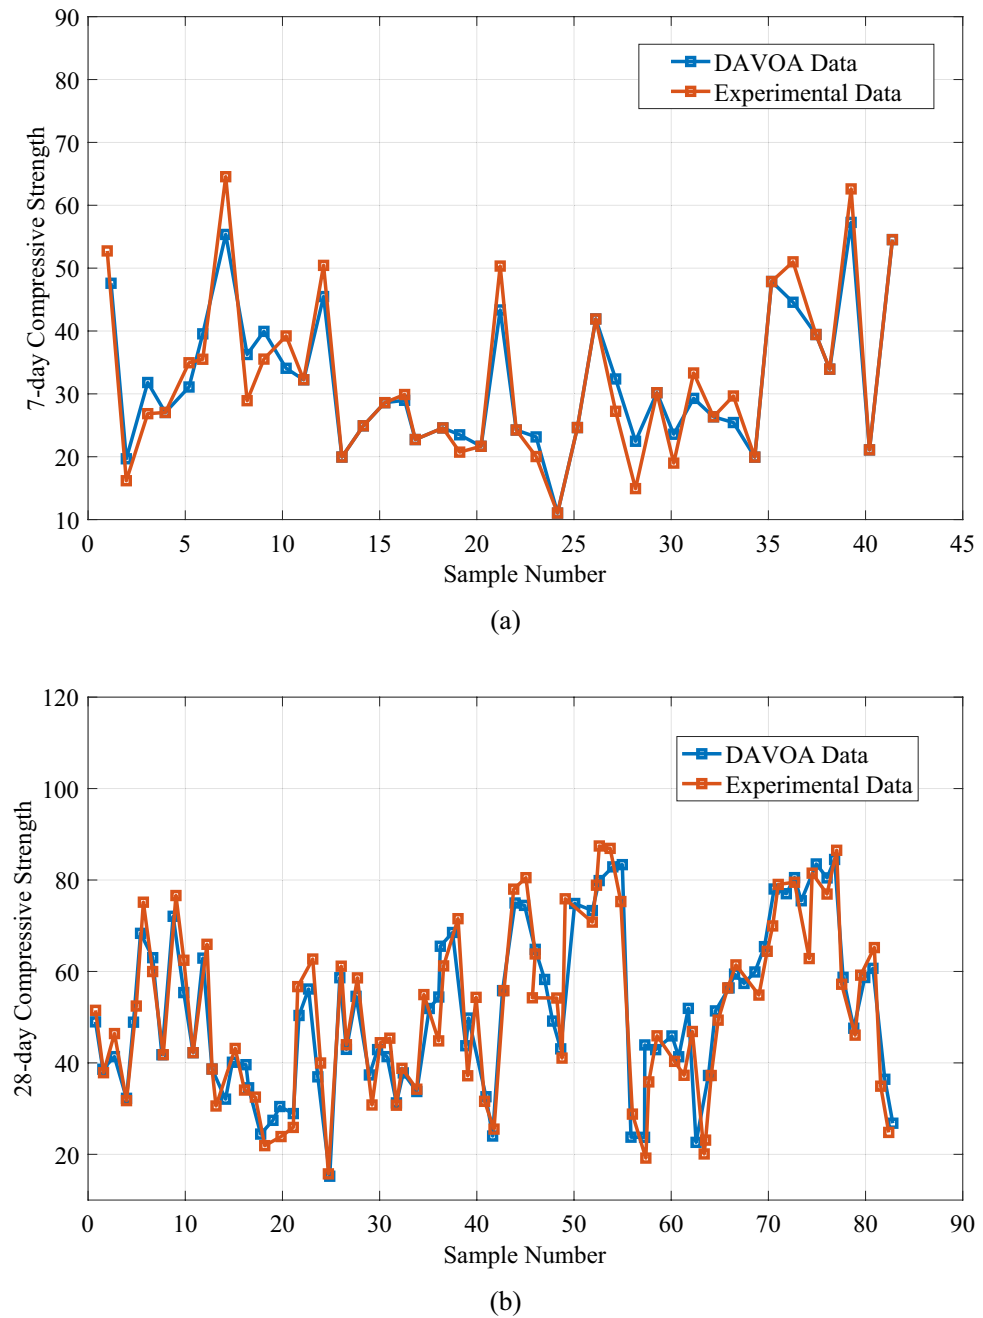 90
80
70
60
50
40
30
20
10
7-day Compressive Strength
DAVOA Data
Experimental Data
0 5 10 15 20 25 30 35 40 45
Sample Number
(a)
120
100
80
60
40
20
28-day Compressive Strength
DAVOA Data
Experimental Data
0 10 20 30 40 50 60 70 80 90
Sample Number
(b)